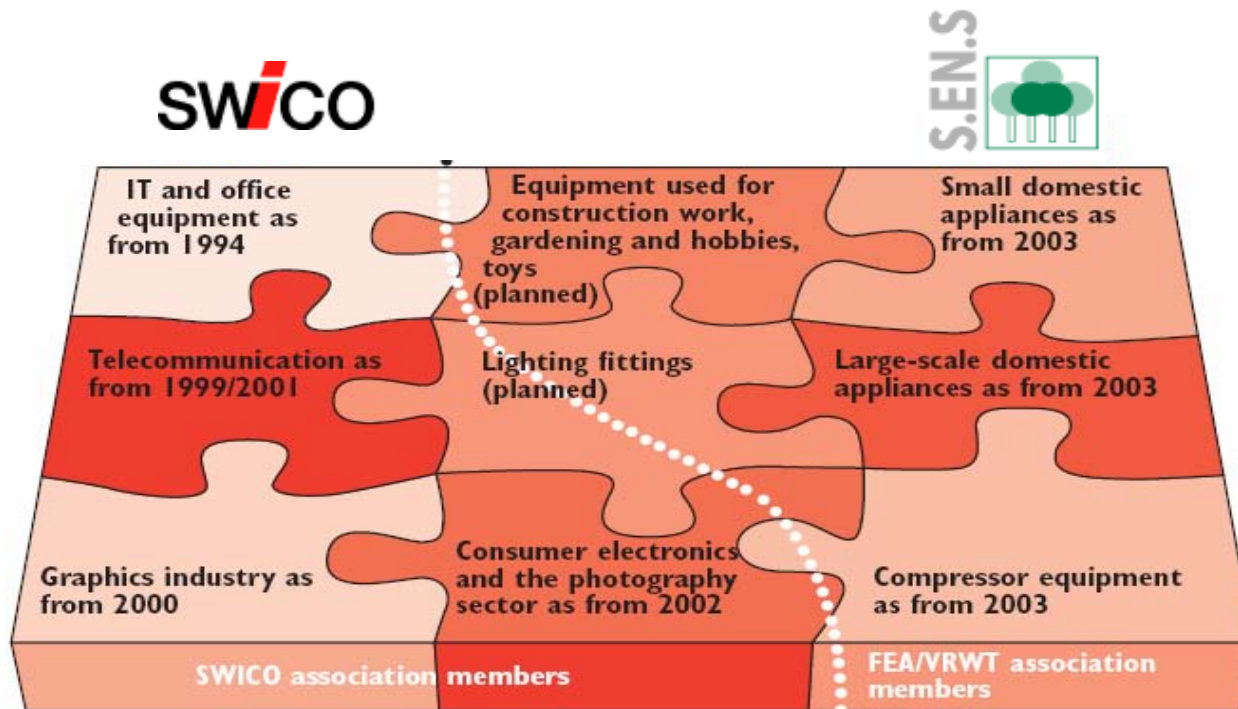 SWiCO
S.EN.S
IT and office
equipment as
from 1994
Equipment used for
construction work,
gardening and hobbies,
toys
(planned)
Small domestic
appliances as
from 2003
Telecommunication as
from 1999/2001
Lighting fittings
(planned)
Large-scale domestic
appliances as from 2003
Graphics industry as
from 2000
Consumer electronics
and the photography
sector as from 2002
Compressor equipment
as from 2003
SWICO association members
FEA/VRWT association
members